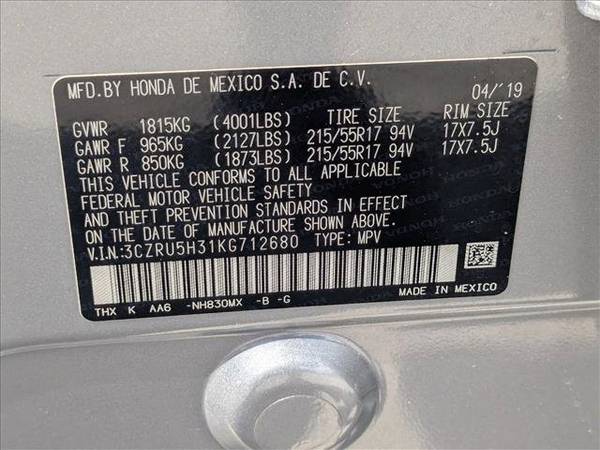 MFD.BY HONDA DE MEXICO S.A. DE C.V.
04/'19
TIRE SIZE RIM SIZE
GVWR 1815KG (4001LBS)
GAWR F 965KG (2127LBS) 215/55R17 94V 17X7.5J
GAWR R 850KG (1873LBS) 215/55R17 94V 17X7.5J
THIS VEHICLE CONFORMS TO ALL APPLICABLE
FEDERAL MOTOR VEHICLE SAFETY
STANDARDS IN EFFECT
ON THE DATE OF MANUFACTURE SHOWN ABOVE.
V.I.N:3CZRU5H31KG712680 TYPE: MPV
THX K AA6 -NH830MX -B -G
MADE IN MEXICO
HONDA